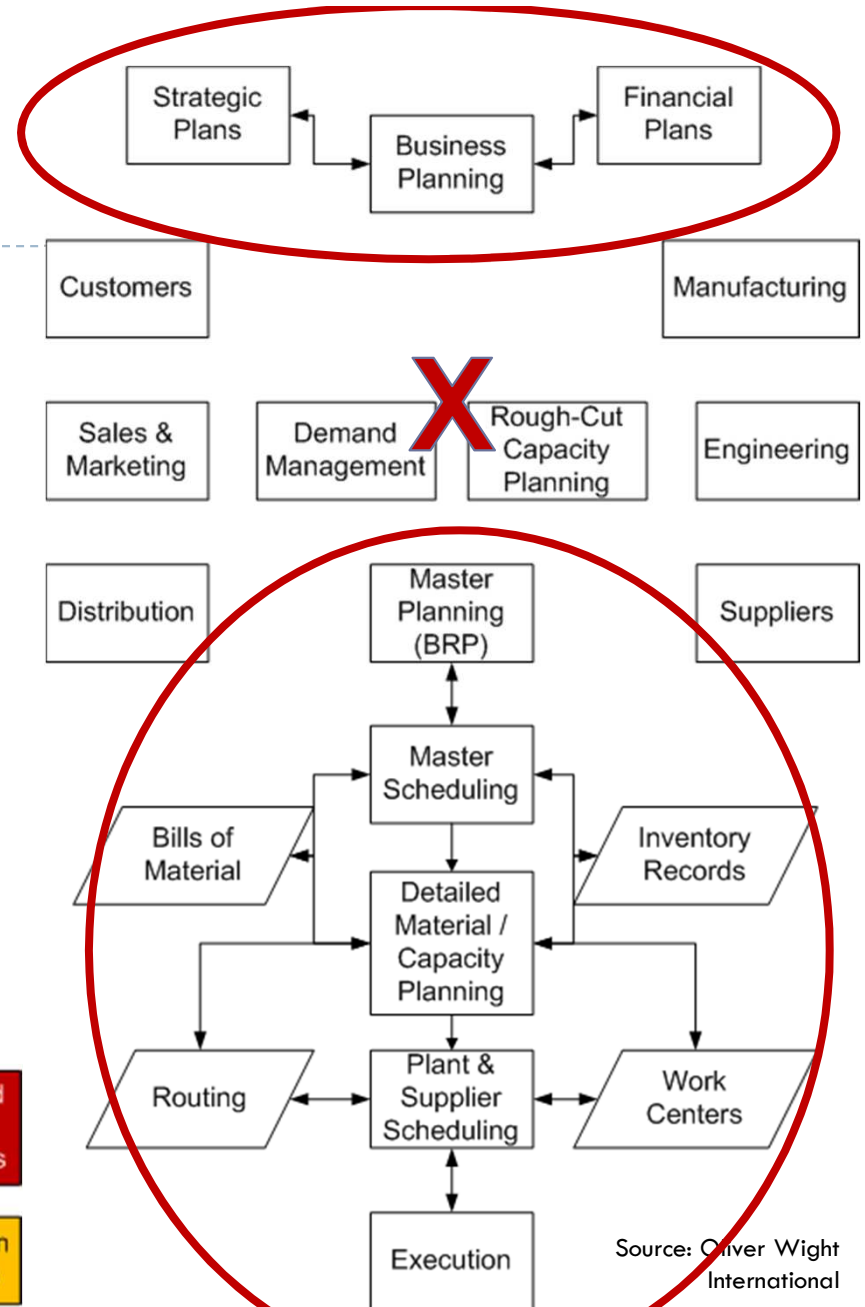 Strategic
Plans
Financial
Plans
Business
Planning
Customers
Manufacturing
X
Sales &
Marketing
Demand
Management
Rough-Cut
Capacity
Planning
Engineering
Distribution
Master
Planning
(BRP)
Suppliers
Master
Scheduling
Bills of
Material
Inventory
Records
Detailed
Material /
Capacity
Planning
Routing
Plant &
Supplier
Scheduling
Work
Centers
Execution
Source: Oliver Wight
International